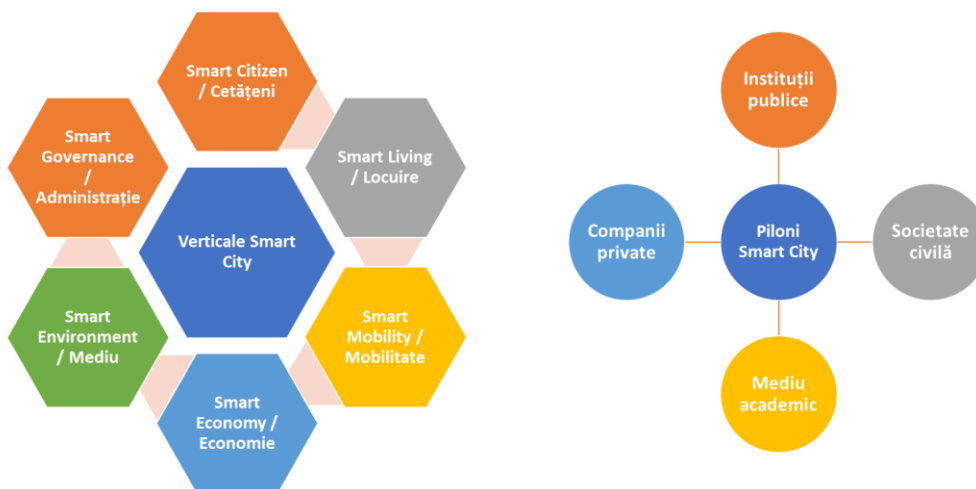 Smart Citizen
/ Cetățeni
Smart
Governance
/
Administrație
Smart Living
/ Locuire
Verticale Smart
City
Smart
Environment
/ Mediu
Smart
Mobility /
Mobilitate
Smart
Economy /
Economie
Instituții
publice
Companii
private
Piloni
Smart City
Societate
civilă
Mediu
academic